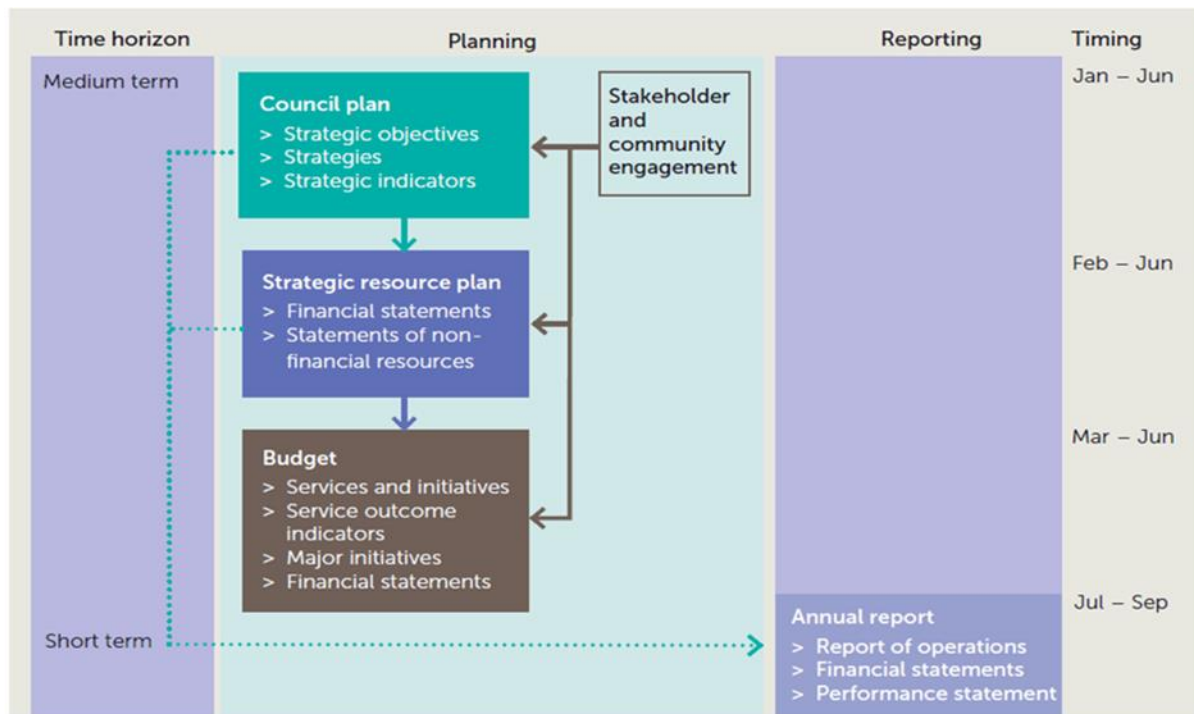 Time horizon
Planning
Reporting
Timing
Medium term
Jan – Jun
Council plan
> Strategic objectives
> Strategies
> Strategic indicators
Stakeholder
and
community
engagement
Feb – Jun
Strategic resource plan
> Financial statements
> Statements of non-
financial resources
Mar – Jun
Budget
> Services and initiatives
> Service outcome
indicators
> Major initiatives
> Financial statements
Jul – Sep
Short term
Annual report
> Report of operations
> Financial statements
> Performance statement